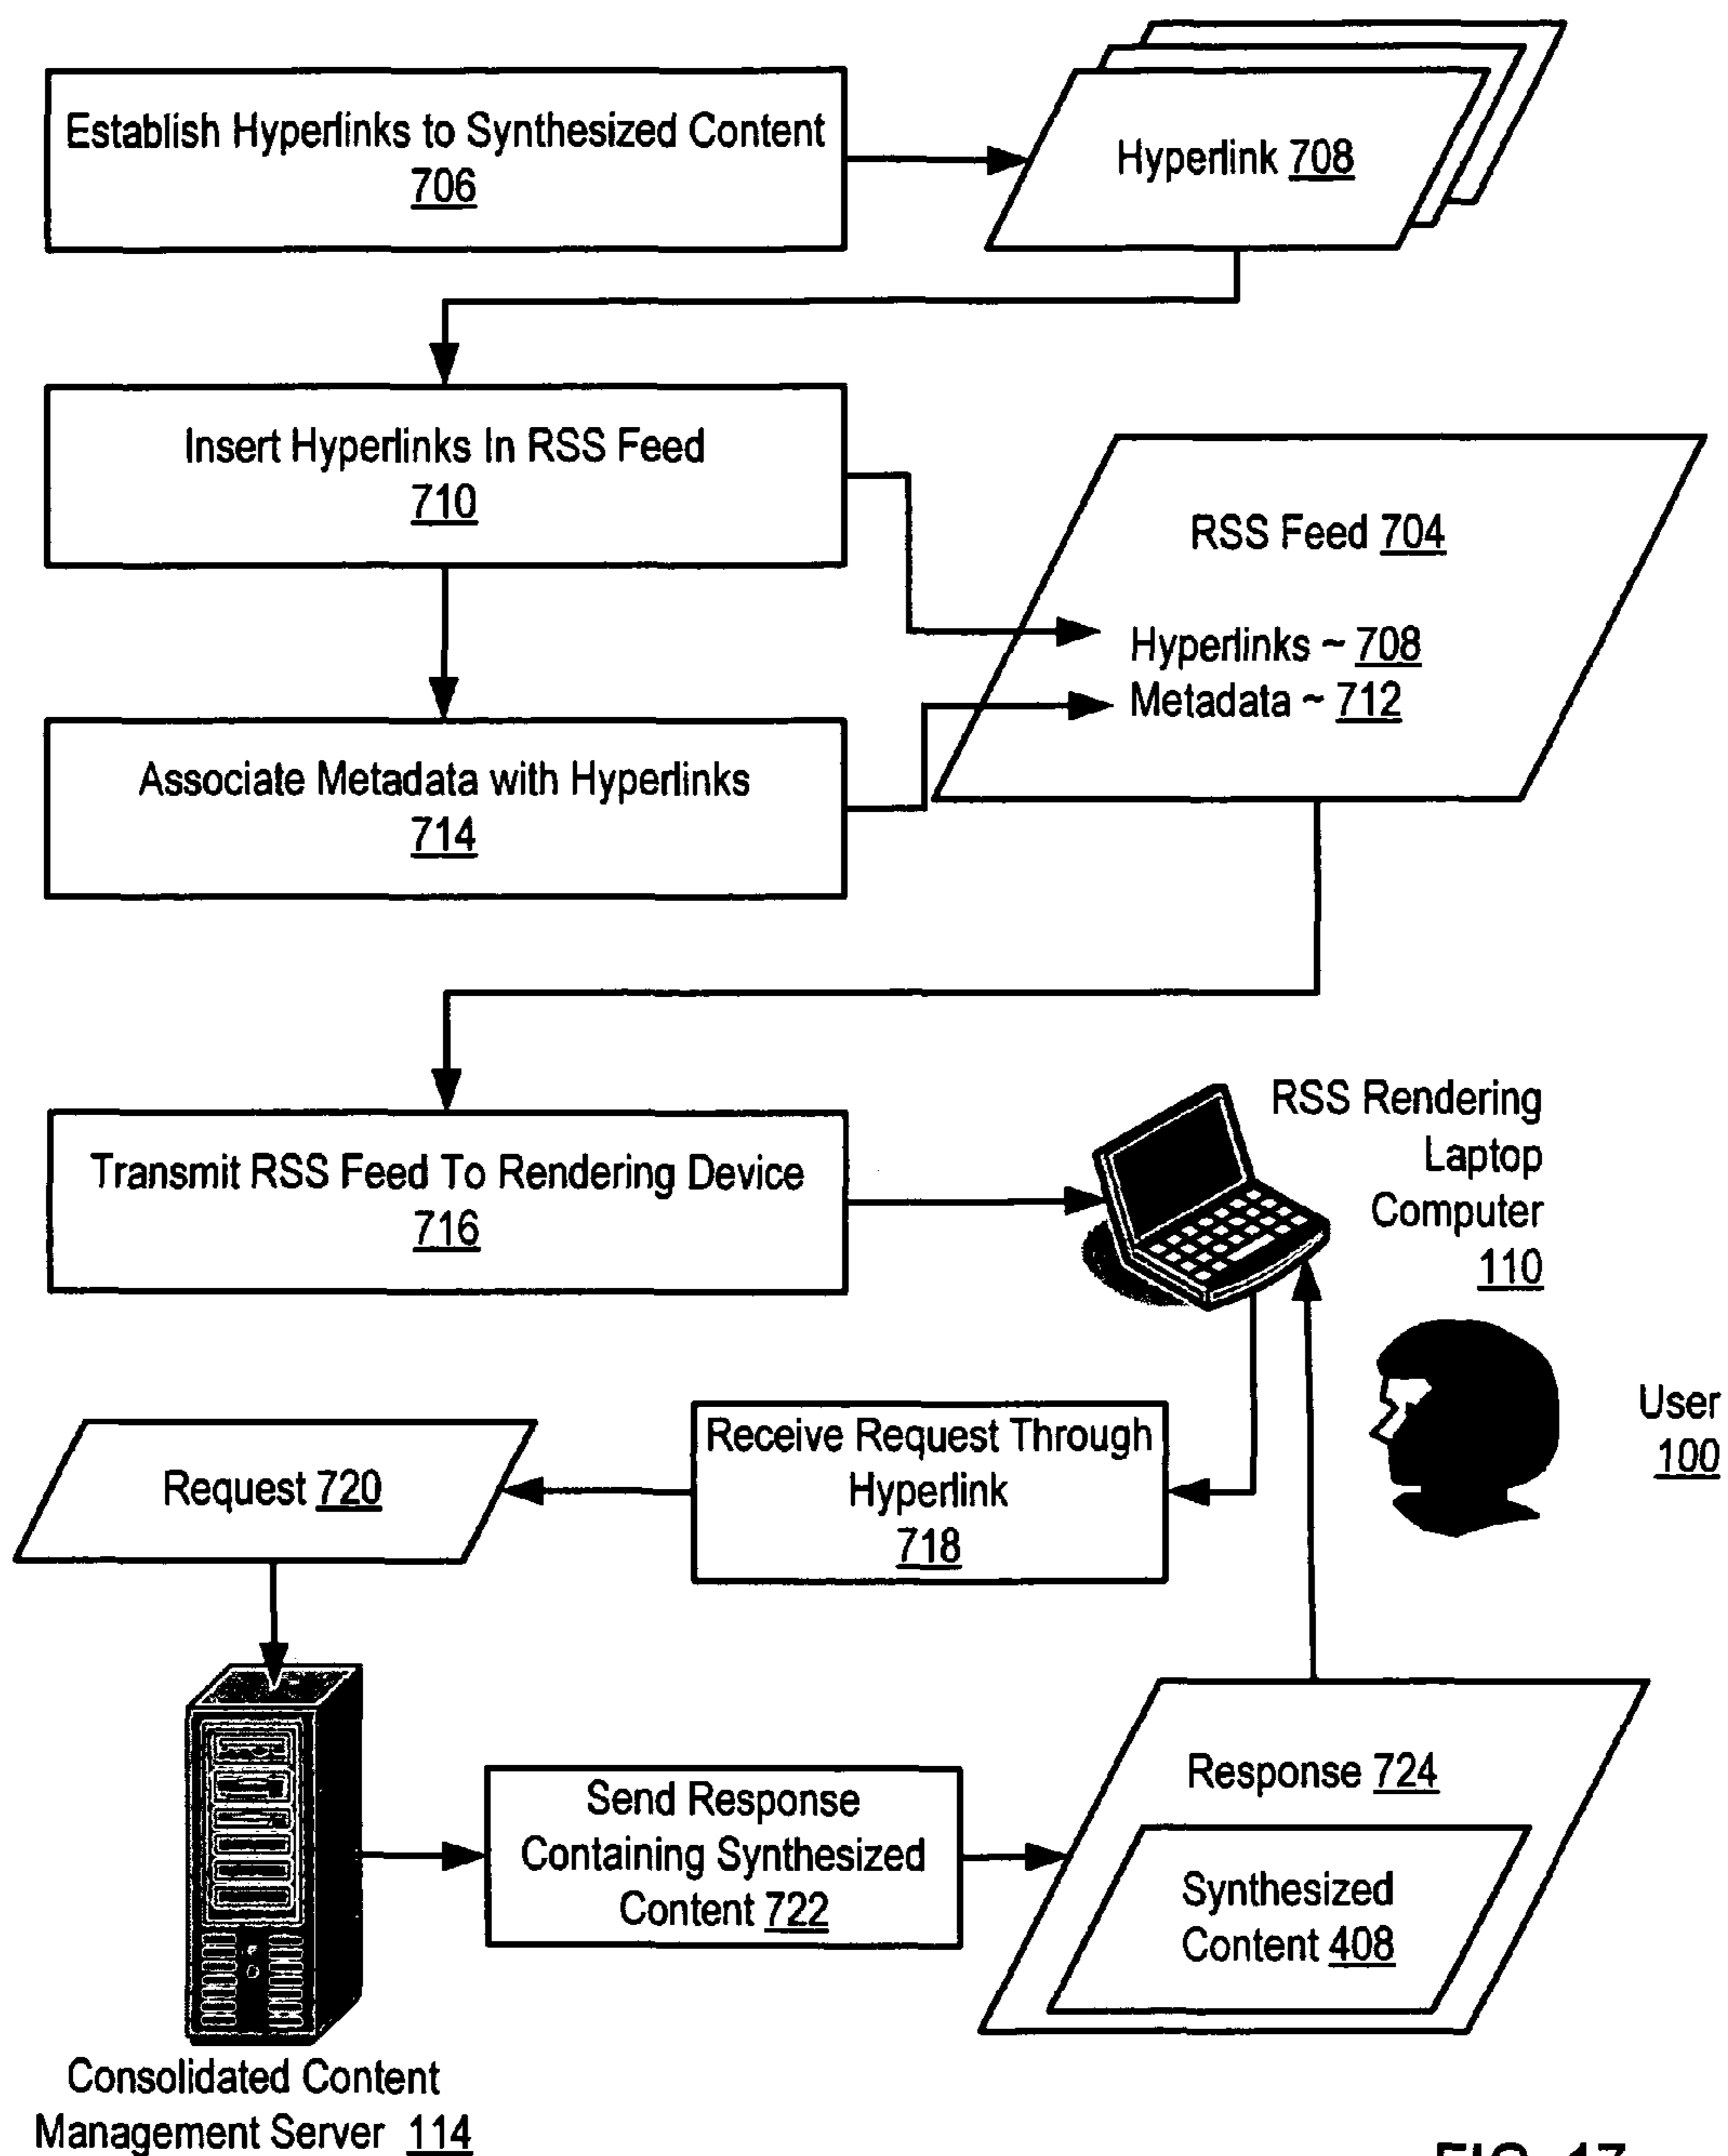 Establish Hyperlinks to Synthesized Content
706
Hyperlink 708
Insert Hyperlinks In RSS Feed
710
RSS Feed 704
Hyperlinks ~ 708
Metadata ~ 712
Associate Metadata with Hyperlinks
714
Transmit RSS Feed To Rendering Device
716
RSS Rendering
Laptop
Computer
110
User
100
Receive Request Through
Hyperlink
718
Request 720
Send Response
Containing Synthesized
Content 722
Response 724
Synthesized
Content 408
Consolidated Content
Management Server 114
FIG. 17